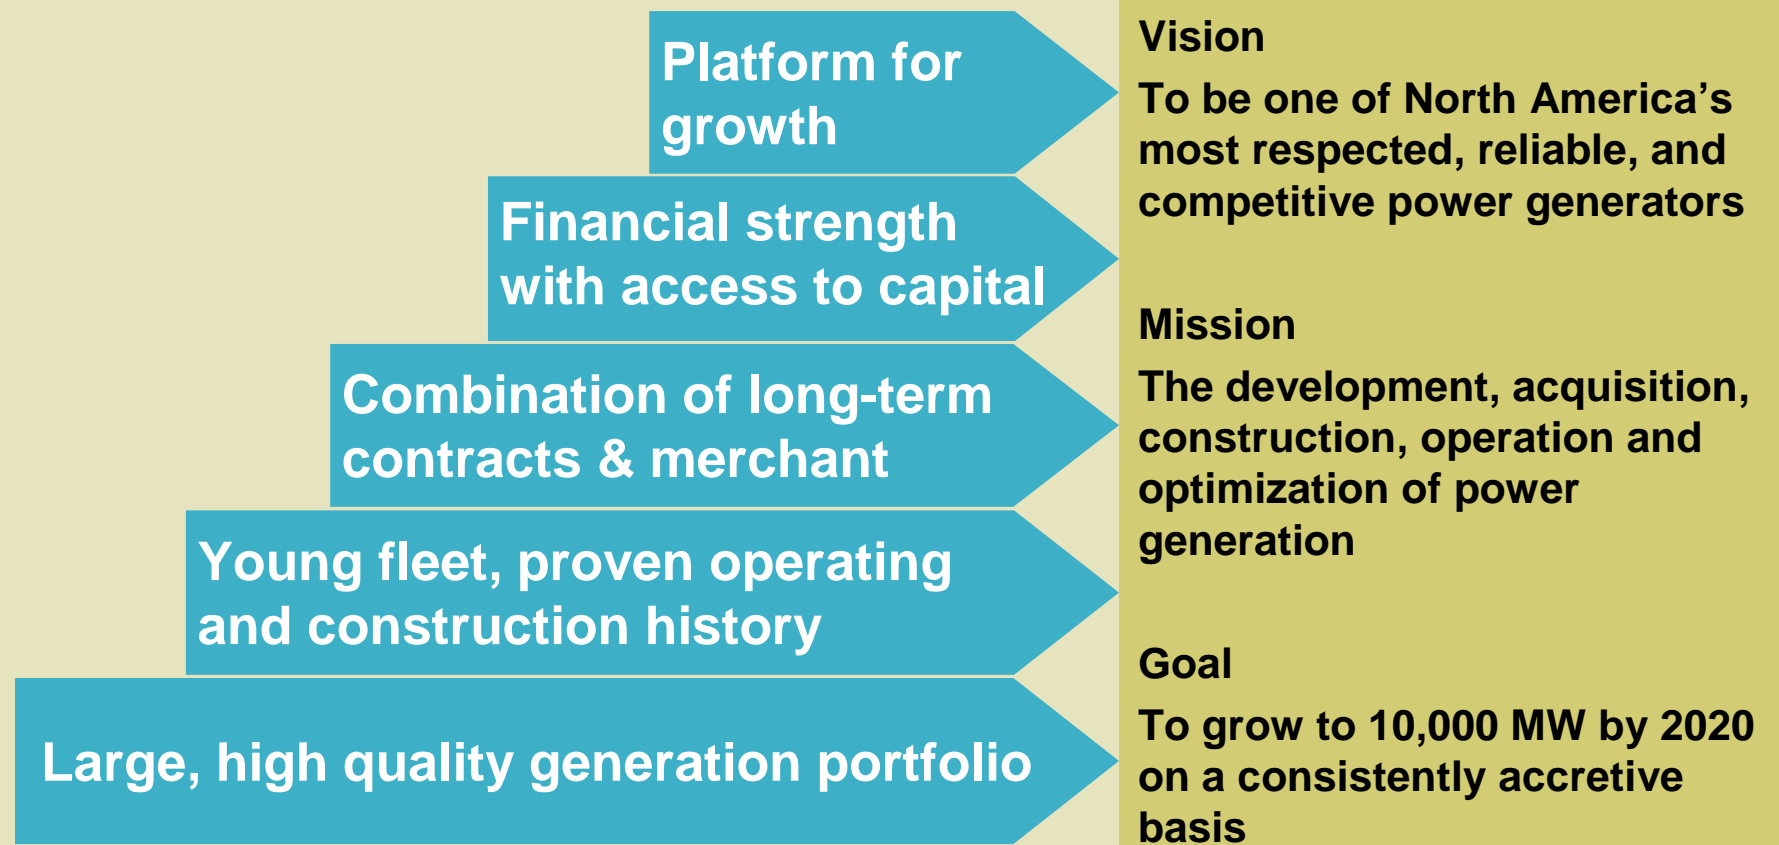 Platform for
growth
Financial strength
with access to capital
Combination of long-term
contracts & merchant
Young fleet, proven operating
and construction history
Large, high quality generation portfolio
Vision
To be one of North America’s
most respected, reliable, and
competitive power generators
Mission
The development, acquisition,
construction, operation and
optimization of power
generation
Goal
To grow to 10,000 MW by 2020
on a consistently accretive
basis